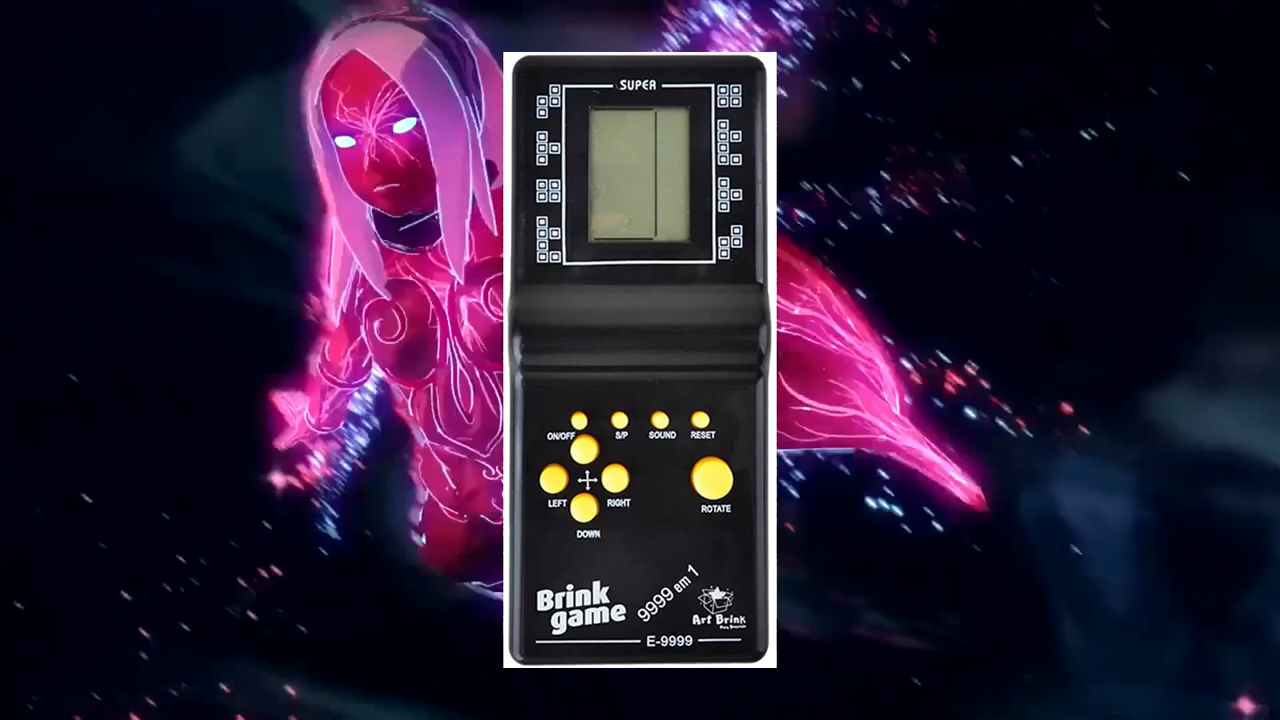 SUPER
ON/OFF
S/P
SOUND
RESET
LEFT
RIGHT
ROTATE
DOWN
Brink
game
9999 em 1
Art Brink
E-9999